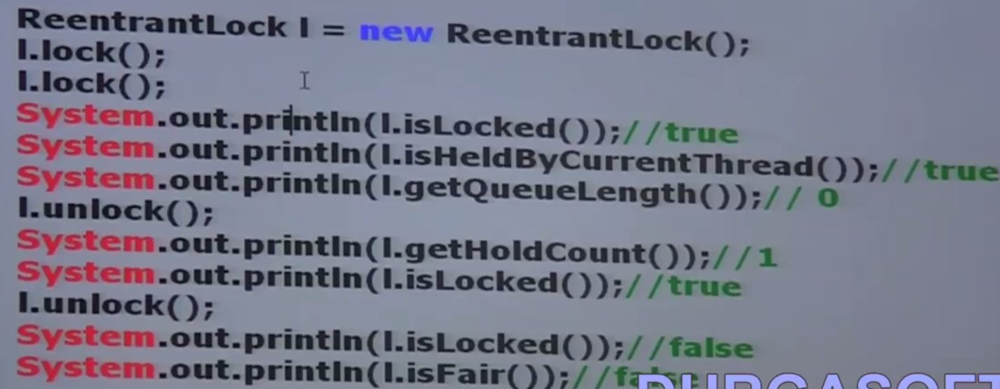 ReentrantLock l = new ReentrantLock();
l.lock();
l.lock();
System.out.println(l.isLocked());//true
System.out.println(l.isHeldByCurrentThread());//true
System.out.println(l.getQueueLength());// 0
l.unlock();
System.out.println(l.getHoldCount());//1
System.out.println(l.isLocked());//true
l.unlock();
System.out.println(l.isLocked());//false
System.out.println(l.isFair());//false
DURGASOFT